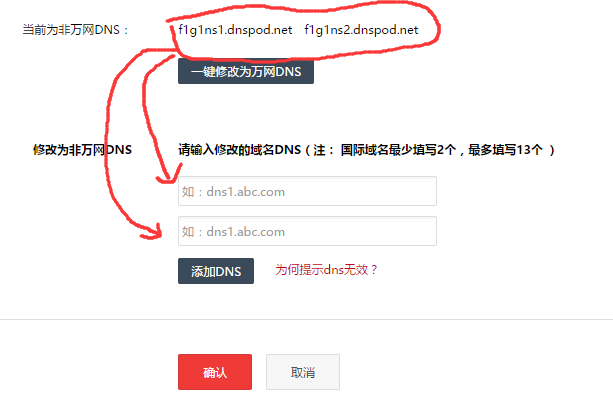 当前为非万网DNS： f1g1ns1.dnspod.net f1g1ns2.dnspod.net
一键修改为万网DNS
修改为非万网DNS 请输入修改的域名DNS（注： 国际域名最少填写2个，最多填写13个 ）
如：dns1.abc.com
如：dns1.abc.com
添加DNS 为何提示dns无效？
确认 取消